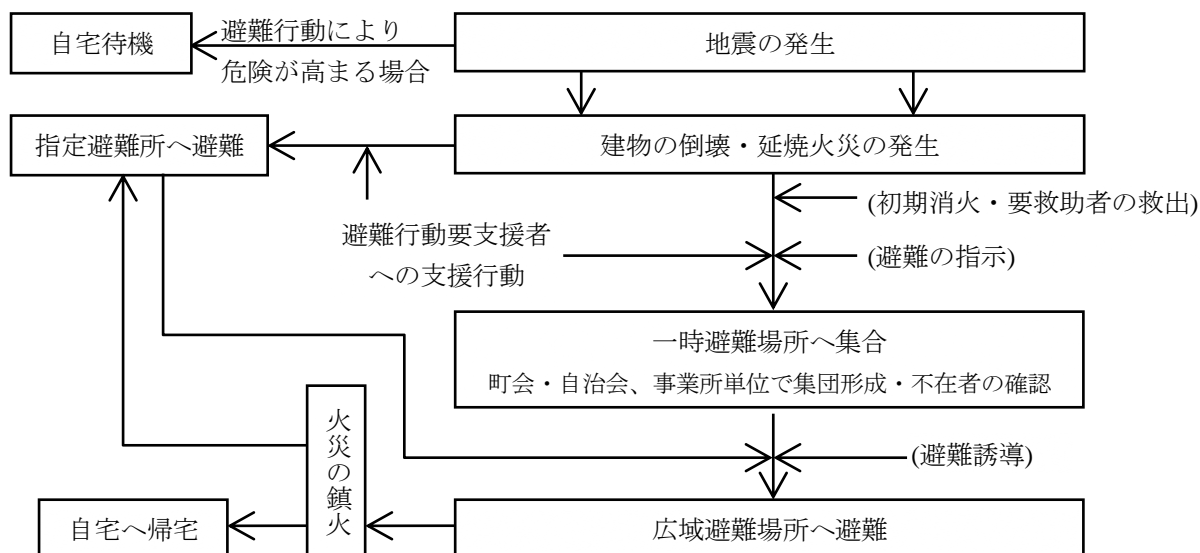 自宅待機
避難行動により
危険が高まる場合
地震の発生
指定避難所へ避難
建物の倒壊・延焼火災の発生
(初期消火・要救助者の救出)
避難行動要支援者
への支援行動
(避難の指示)
一時避難場所へ集合
町会・自治会、事業所単位で集団形成・不在者の確認
火災の鎮火
(避難誘導)
自宅へ帰宅
広域避難場所へ避難